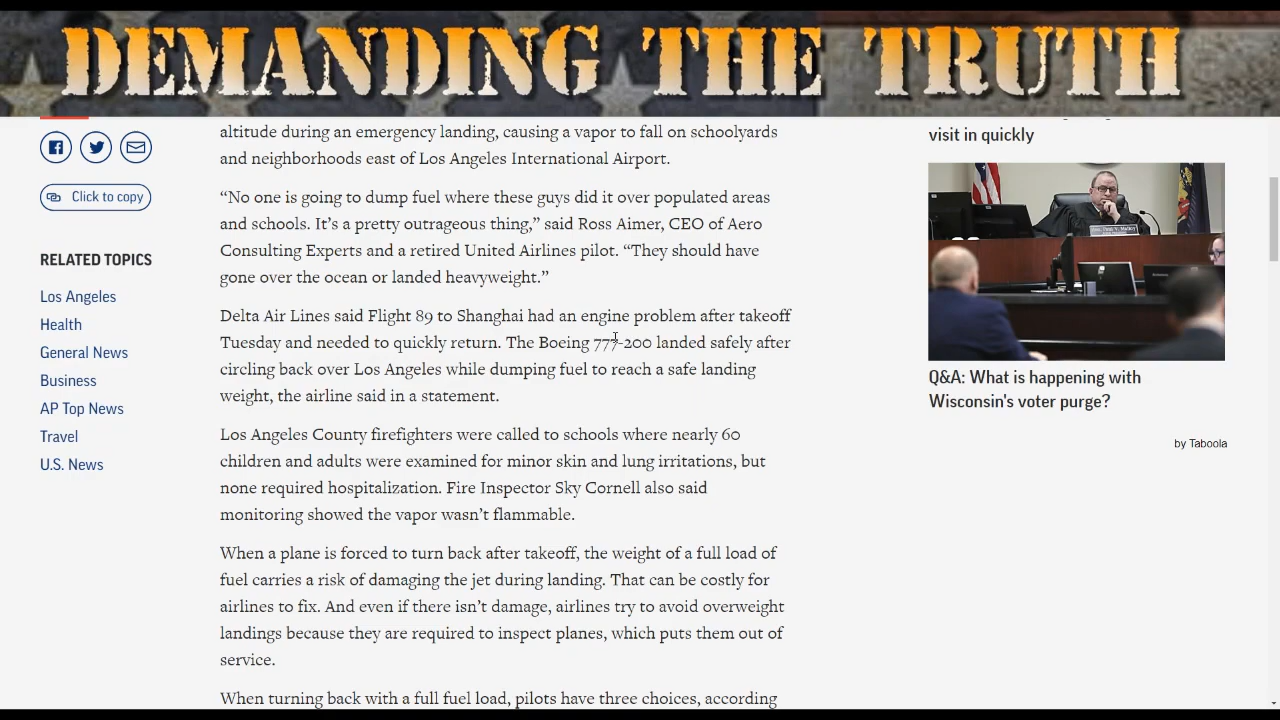 DEMANDING THE TRUTH
altitude during an emergency landing, causing a vapor to fall on schoolyards
and neighborhoods east of Los Angeles International Airport.
“No one is going to dump fuel where these guys did it over populated areas
and schools. It’s a pretty outrageous thing,” said Ross Aimer, CEO of Aero
Consulting Experts and a retired United Airlines pilot. “They should have
gone over the ocean or landed heavyweight.”
Delta Air Lines said Flight 89 to Shanghai had an engine problem after takeoff
Tuesday and needed to quickly return. The Boeing 777-200 landed safely after
circling back over Los Angeles while dumping fuel to reach a safe landing
weight, the airline said in a statement.
Los Angeles County firefighters were called to schools where nearly 60
children and adults were examined for minor skin and lung irritations, but
none required hospitalization. Fire Inspector Sky Cornell also said
monitoring showed the vapor wasn’t flammable.
When a plane is forced to turn back after takeoff, the weight of a full load of
fuel carries a risk of damaging the jet during landing. That can be costly for
airlines to fix. And even if there isn’t damage, airlines try to avoid overweight
landings because they are required to inspect planes, which puts them out of
service.
When turning back with a full fuel load, pilots have three choices, according
Click to copy
RELATED TOPICS
Los Angeles
Health
General News
Business
AP Top News
Travel
U.S. News
visit in quickly
Q&A: What is happening with
Wisconsin's voter purge?
by Taboola